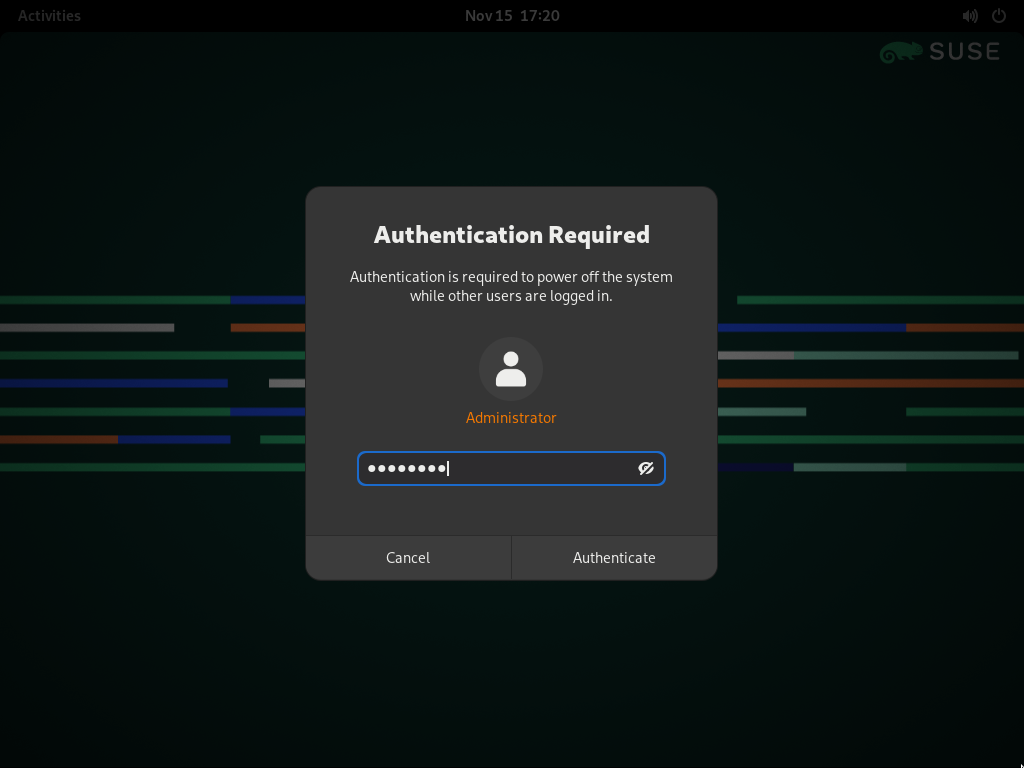 Activities
Nov 15 17:20
SUSE
Authentication Required
Authentication is required to power off the system
while other users are logged in.
Administrator
●●●●●●●●
Cancel
Authenticate